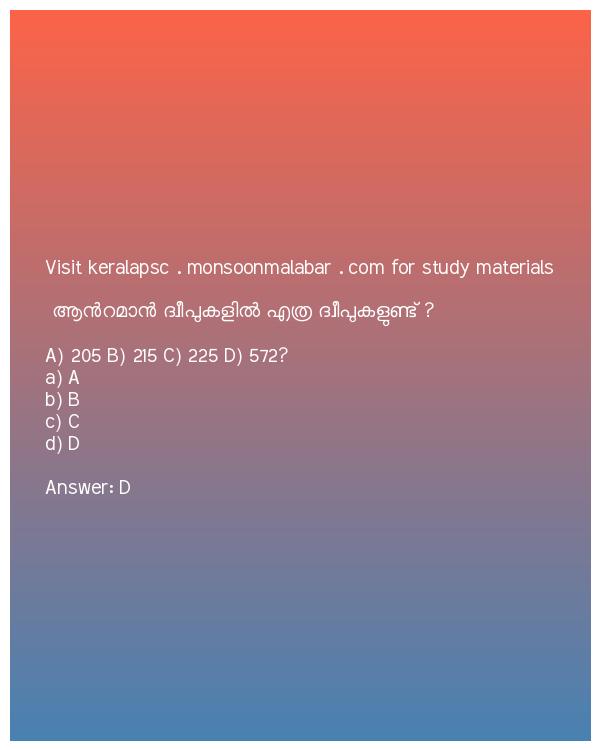 Visit keralapsc . monsoonmalabar . com for study materials
ആൻറമാൻ ദ്വീപുകളിൽ എത്ര ദ്വീപുകളുണ്ട് ?
A) 205 B) 215 C) 225 D) 572?
a) A
b) B
c) C
d) D
Answer: D